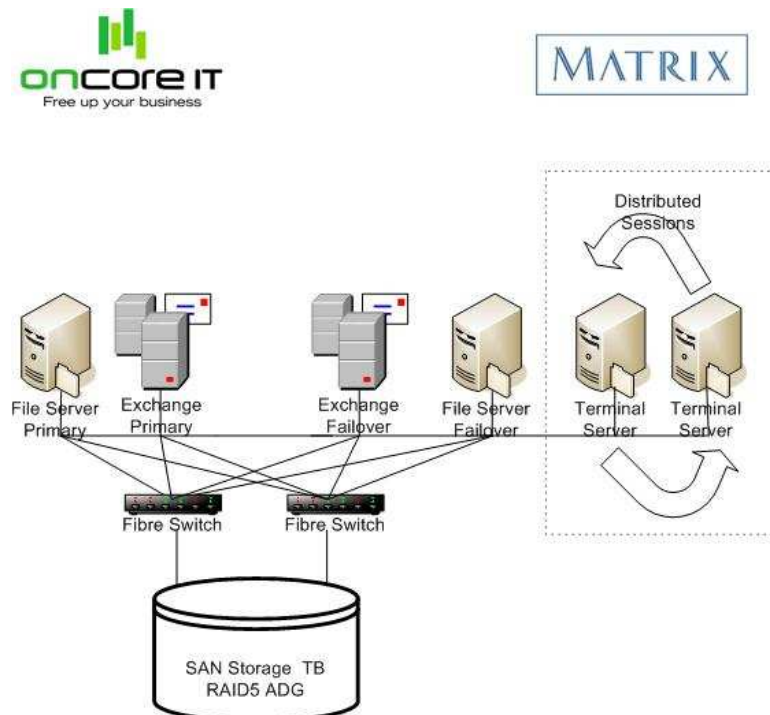 oncore IT
Free up your business
MATRIX
Distributed
Sessions
File Server
Primary
Exchange
Primary
Exchange
Failover
File Server
Failover
Terminal
Server
Terminal
Server
Fibre Switch
Fibre Switch
SAN Storage TB
RAID5 ADG